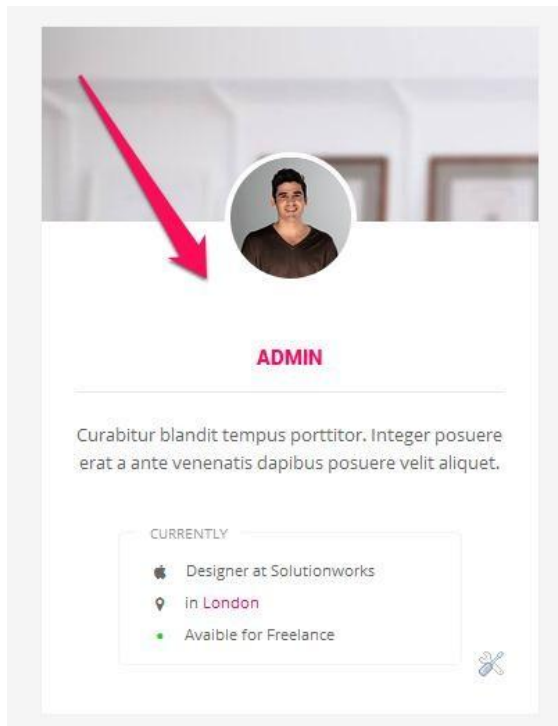 ADMIN
Curabitur blandit tempus porttitor. Integer posuere
erat a ante venenatis dapibus posuere velit aliquet.
CURRENTLY
Designer at Solutionworks
in London
Avaible for Freelance